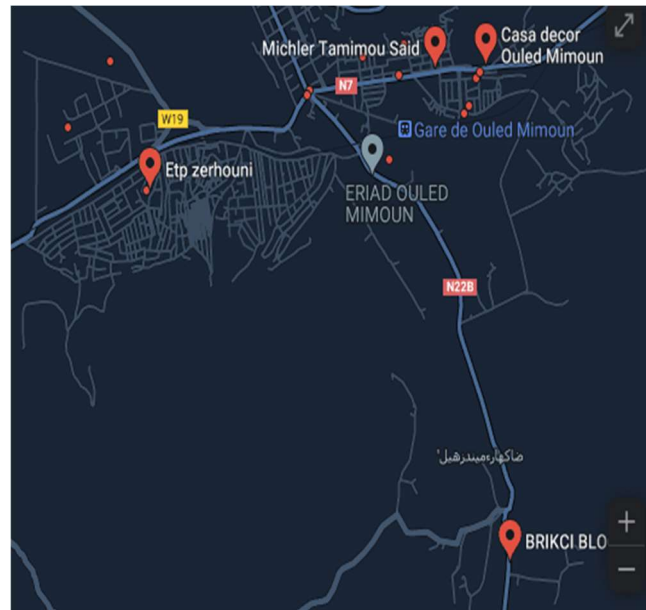 Michler Tamimou Said
Casa decor
Ouled Mimoun
N7
W19
Gare de Ouled Mimoun
Etp zerhouni
ERIAD OULED
MIMOUN
N22B
BRIKCI BLO
+
−